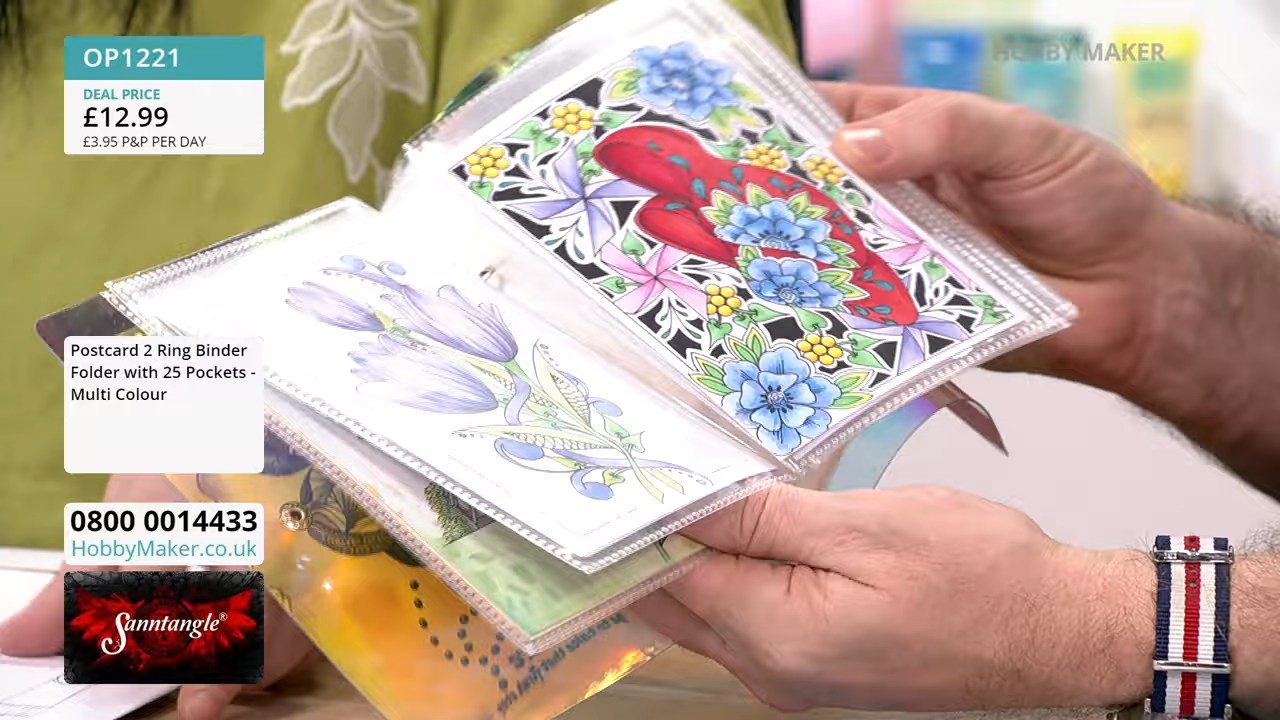 OP1221
DEAL PRICE
£12.99
£3.95 P&P PER DAY
HOBBY MAKER
Postcard 2 Ring Binder
Folder with 25 Pockets -
Multi Colour
0800 0014433
HobbyMaker.co.uk
Sanntangle®